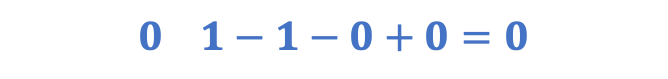 0 1 − 1 − 0 + 0 = 0